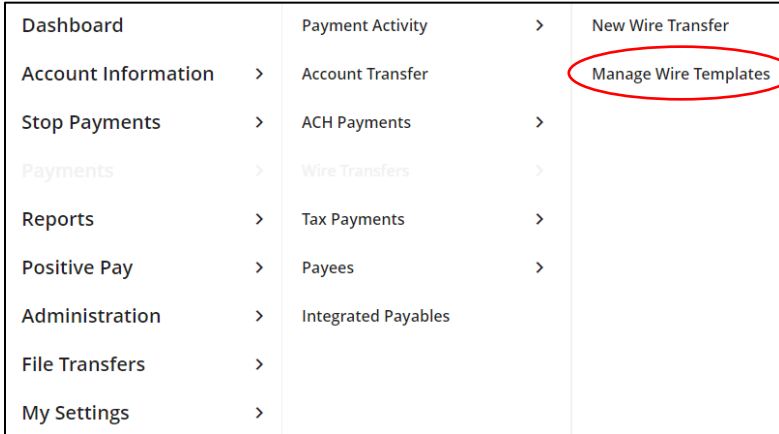 Dashboard
Account Information
Stop Payments
Payments
Reports
Positive Pay
Administration
File Transfers
My Settings
Payment Activity
Account Transfer
ACH Payments
Wire Transfers
Tax Payments
Payees
Integrated Payables
New Wire Transfer
Manage Wire Templates